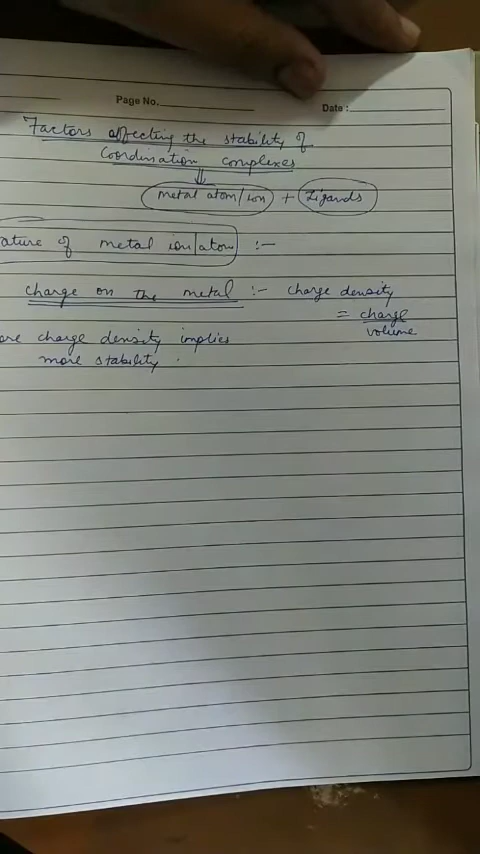 Page No.
Date :
Factors affecting the stability of
Coordination complexes
⇓
metal atom/ion + Ligands
ature of metal ion/atom :-
charge on the metal :- charge density
= charge
volume
ore charge density implies
more stability .